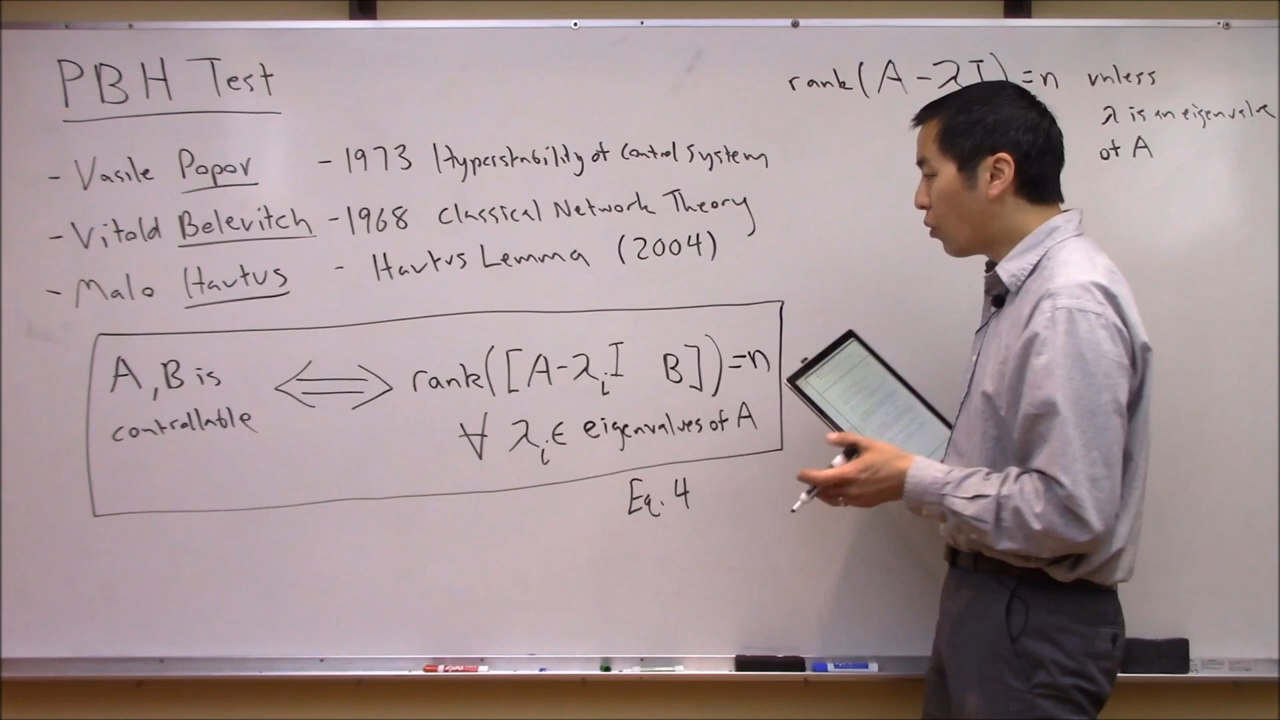 PBH Test
- Vasile Popov - 1973 Hyperstability of Control System
- Vitold Belevitch - 1968 Classical Network Theory
- Malo Hautus - Hautus Lemma (2004)
A, B is
controllable
⟺ rank([A-λᵢI B])=n
∀ λᵢ ∈ eigenvalues of A
Eq. 4
rank(A-λI)=n unless
λ is an eigenvalue
of A